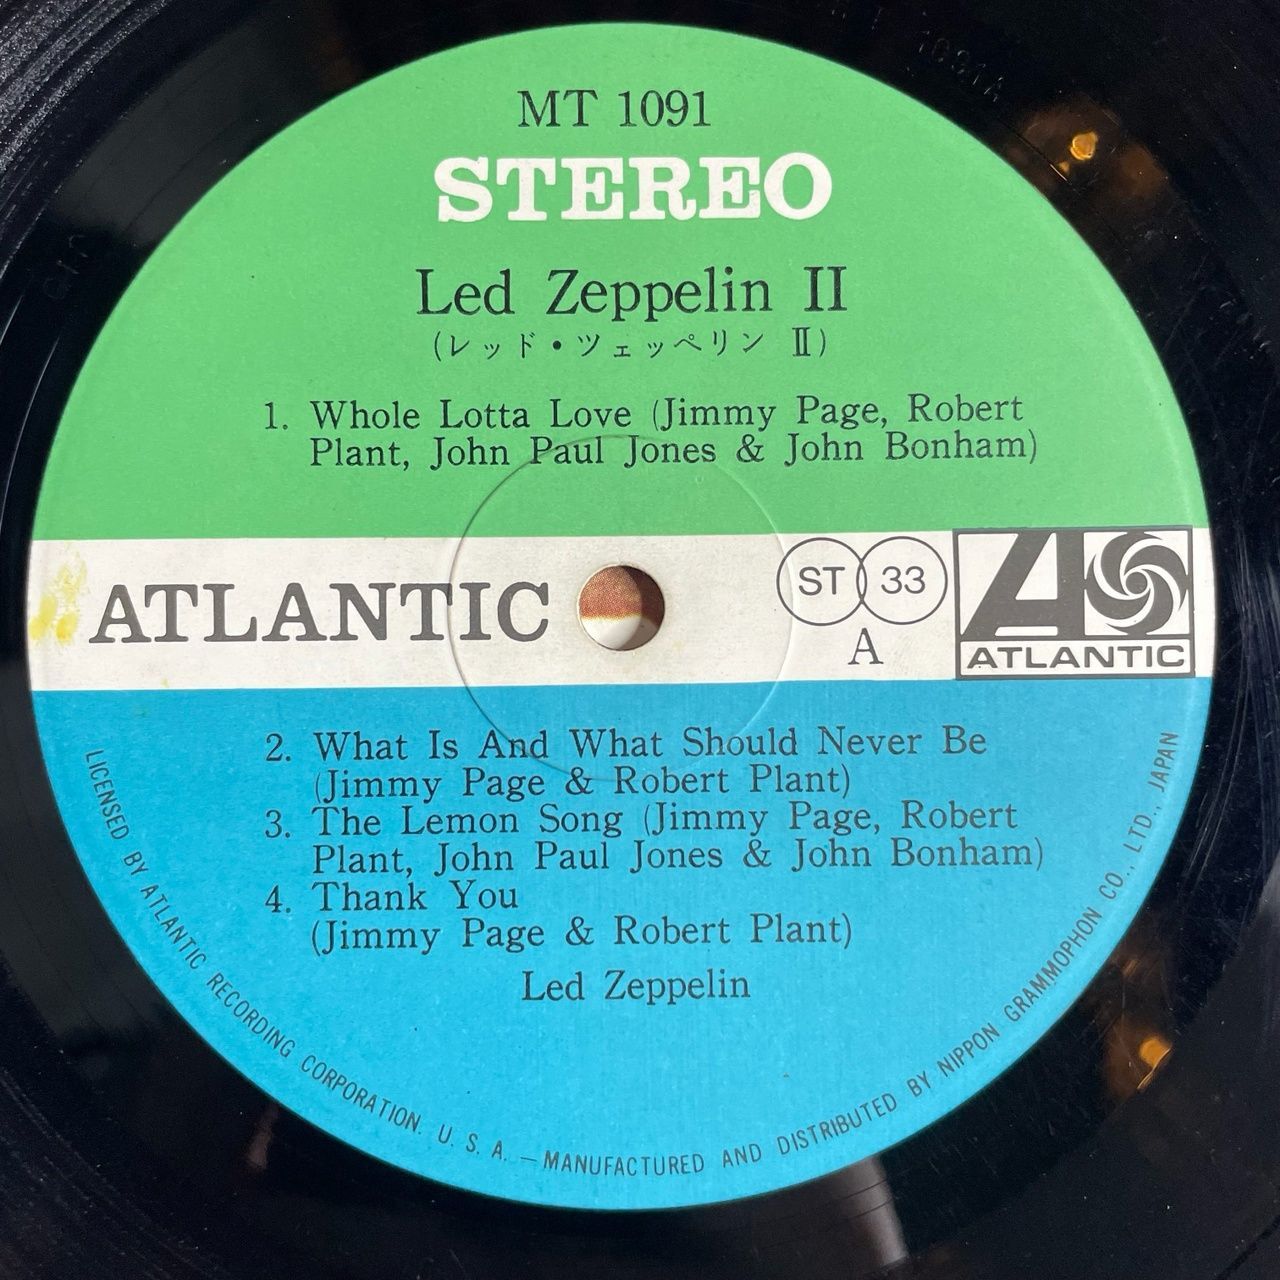 MT 1091
STEREO
Led Zeppelin II
(レッド・ツェッペリン Ⅱ)
1. Whole Lotta Love (Jimmy Page, Robert
Plant, John Paul Jones & John Bonham)
ATLANTIC
ST 33
A
ATLANTIC
2. What Is And What Should Never Be
(Jimmy Page & Robert Plant)
3. The Lemon Song (Jimmy Page, Robert
Plant, John Paul Jones & John Bonham)
4. Thank You
(Jimmy Page & Robert Plant)
Led Zeppelin
LICENSED BY ATLANTIC RECORDING CORPORATION. U. S. A. — MANUFACTURED AND DISTRIBUTED BY NIPPON GRAMMOPHON CO., LTD., JAPAN